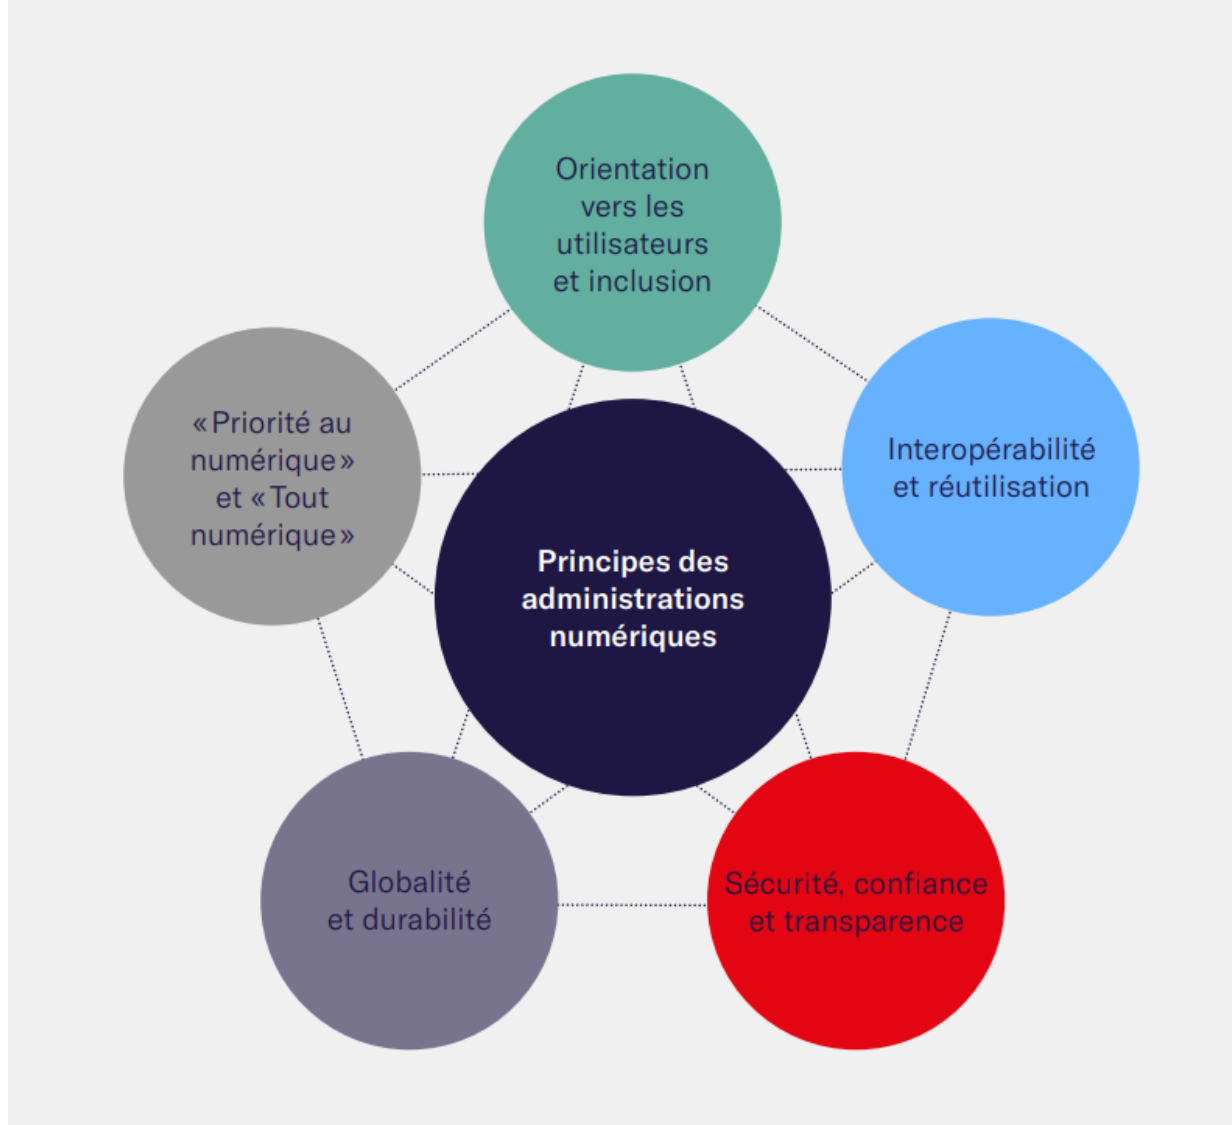 Orientation
vers les
utilisateurs
et inclusion
«Priorité au
numérique»
et «Tout
numérique»
Interopérabilité
et réutilisation
Principes des
administrations
numériques
Globalité
et durabilité
Sécurité, confiance
et transparence